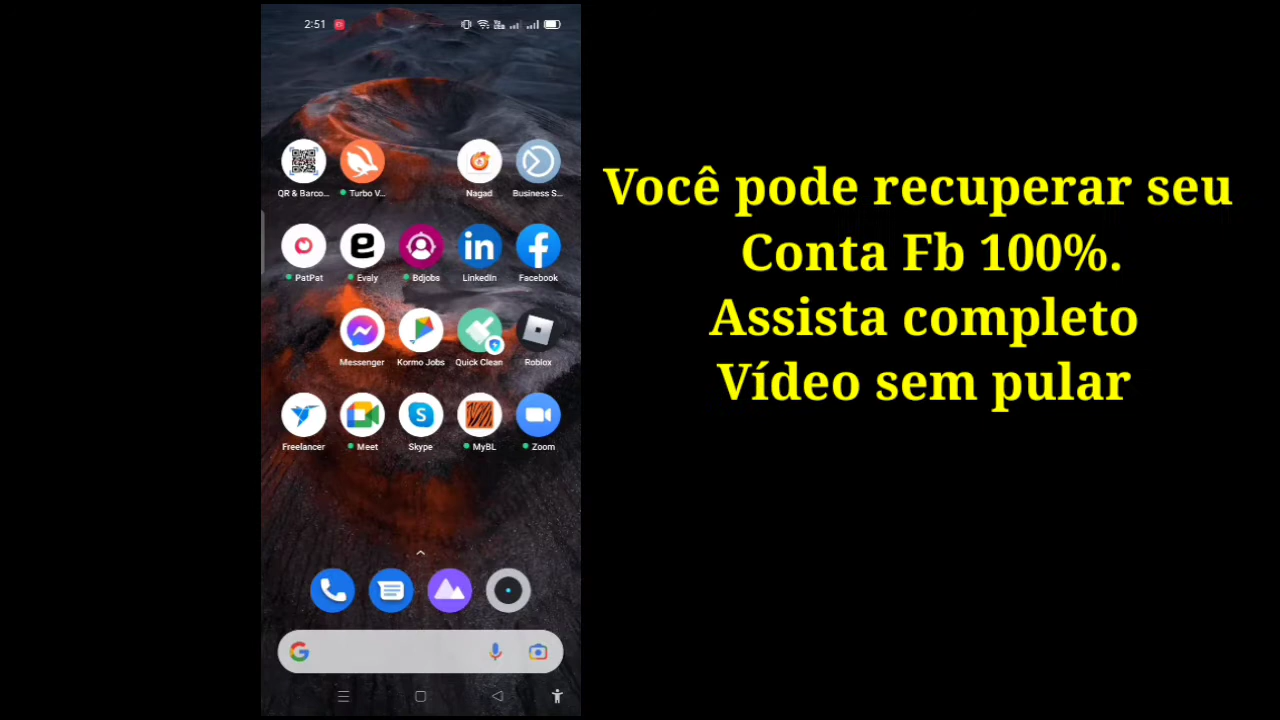 2:51
Você pode recuperar seu
Conta Fb 100%.
Assista completo
Vídeo sem pular
QR & Barco...
Turbo V...
Nagad
Business S...
PatPat
Evaly
Bdjobs
LinkedIn
Facebook
Messenger
Kormo Jobs
Quick Clean
Roblox
Freelancer
Meet
Skype
MyBL
Zoom